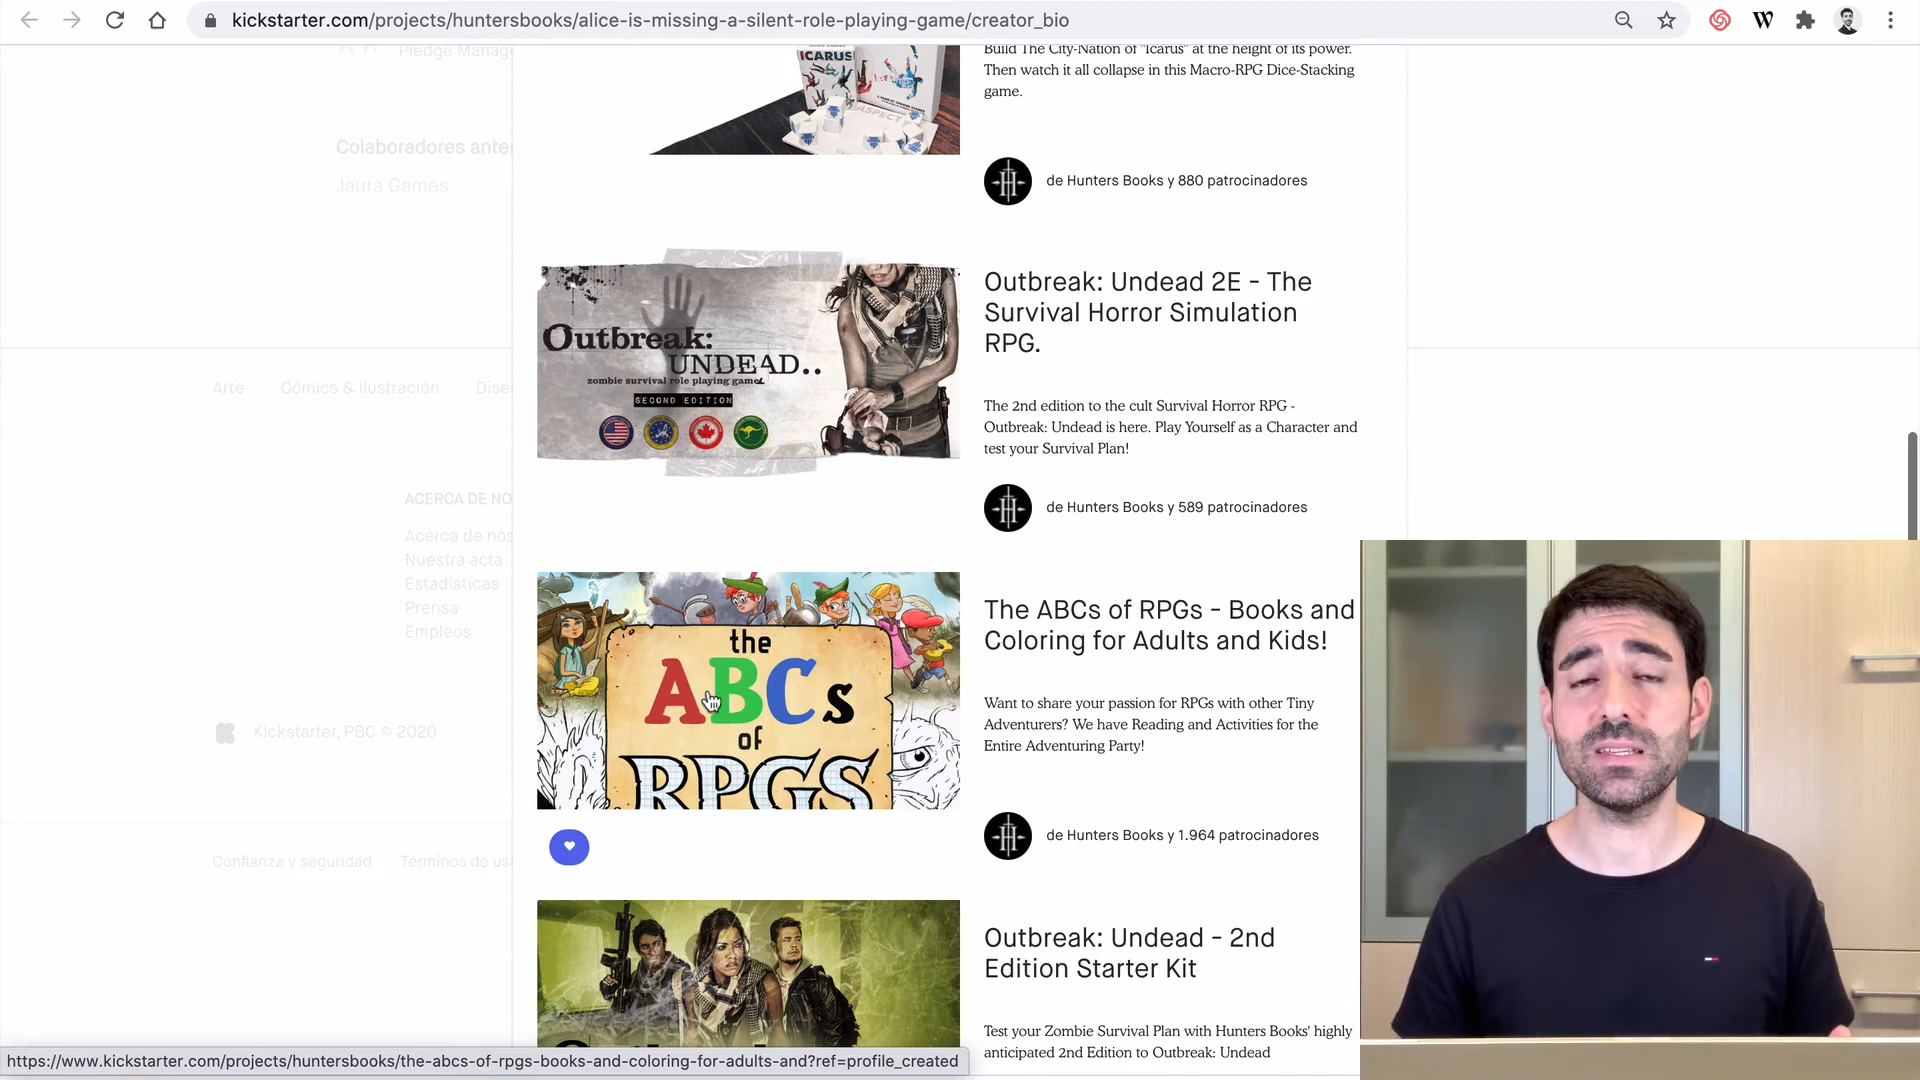 kickstarter.com/projects/huntersbooks/alice-is-missing-a-silent-role-playing-game/creator_bio
Pledge Manag
Colaboradores ante
Jaura Games
Arte
Cómics & ilustración
Dise
ACERCA DE NO
Acerca de nos
Nuestra acta
Estadísticas
Prensa
Empleos
Kickstarter, PBC © 2020
Confianza y seguridad
Términos de us
ICARUS
ASPECT
Build The City-Nation of "Icarus" at the height of its power.
Then watch it all collapse in this Macro-RPG Dice-Stacking
game.
de Hunters Books y 880 patrocinadores
Outbreak:
UNDEAD..
zombie survival role playing game
SECOND EDITION
Outbreak: Undead 2E - The
Survival Horror Simulation
RPG.
The 2nd edition to the cult Survival Horror RPG -
Outbreak: Undead is here. Play Yourself as a Character and
test your Survival Plan!
de Hunters Books y 589 patrocinadores
the
ABCs
of
RPGS
The ABCs of RPGs - Books and
Coloring for Adults and Kids!
Want to share your passion for RPGs with other Tiny
Adventurers? We have Reading and Activities for the
Entire Adventuring Party!
de Hunters Books y 1.964 patrocinadores
Outbreak: Undead - 2nd
Edition Starter Kit
Test your Zombie Survival Plan with Hunters Books' highly
anticipated 2nd Edition to Outbreak: Undead
https://www.kickstarter.com/projects/huntersbooks/the-abcs-of-rpgs-books-and-coloring-for-adults-and?ref=profile_created